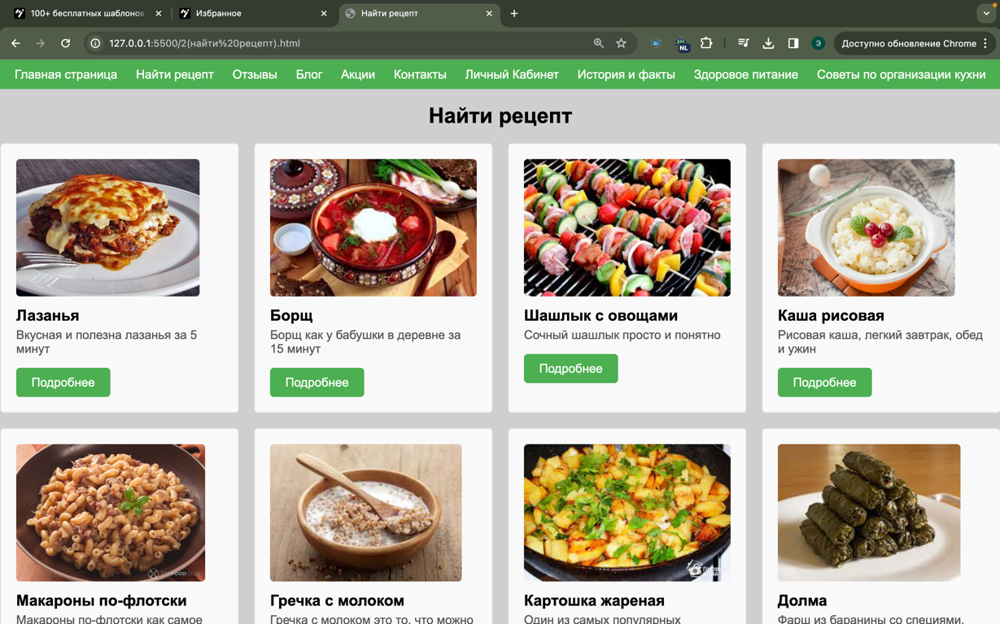 100+ бесплатных шаблонов
Избранное
Найти рецепт
127.0.0.1:5500/2(найти%20рецепт).html
NL
Э
Доступно обновление Chrome
Главная страница Найти рецепт Отзывы Блог Акции Контакты Личный Кабинет История и факты Здоровое питание Советы по организации кухни
Найти рецепт
Лазанья
Вкусная и полезна лазанья за 5
минут
Подробнее
Борщ
Борщ как у бабушки в деревне за
15 минут
Подробнее
Шашлык с овощами
Сочный шашлык просто и понятно
Подробнее
Каша рисовая
Рисовая каша, легкий завтрак, обед
и ужин
Подробнее
Макароны по-флотски
Макароны по-флотски как самое
Гречка с молоком
Гречка с молоком это то, что можно
Картошка жареная
Один из самых популярных
Долма
Фарш из баранины со специями,